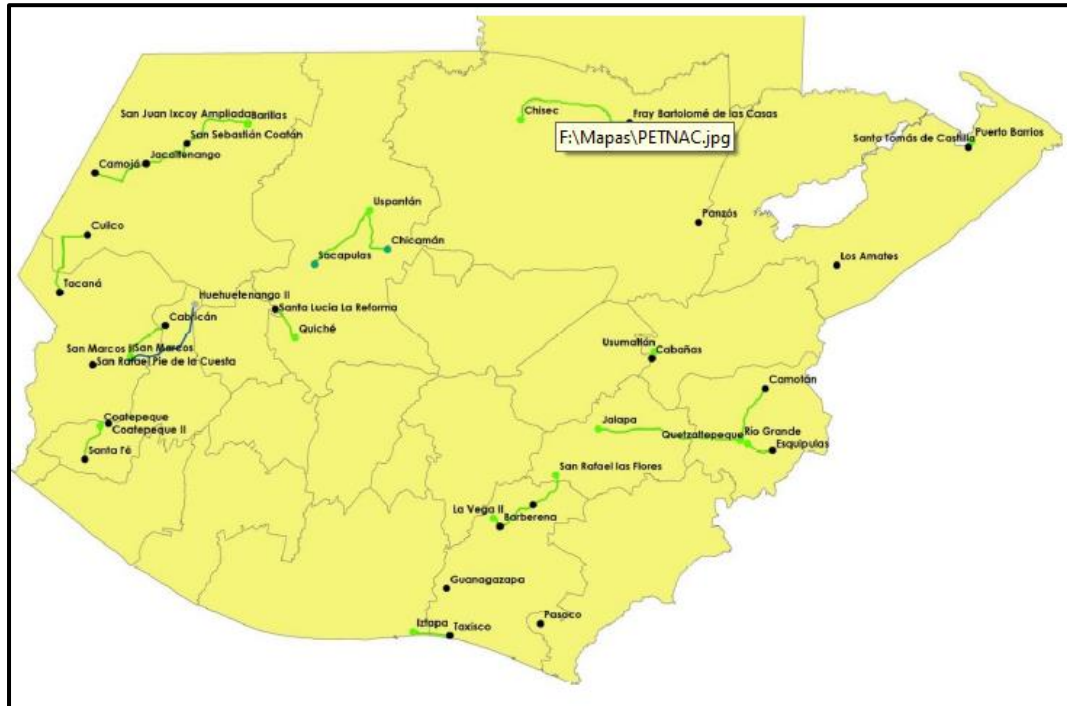 San Juan Ixcoy Ampliada
Barillas
San Sebastián Coatán
Jacaltenango
Camojá
Chisec
Fray Bartolomé de las Casas
F:\Mapas\PETNAC.jpg
Puerto Barrios
Santo Tomás de Castilla
Cuilco
Uspantán
Chicamán
Sacapulas
Panzós
Los Amates
Tacaná
Huehuetenango II
Santa Lucia La Reforma
Cabricán
Quiché
San Marcos II
San Marcos
San Rafael Pie de la Cuesta
Usumatlán
Cabañas
Camotán
Coatepeque
Coatepeque II
Jalapa
Quetzaltepeque
Río Grande
Esquipulas
Santa Fé
San Rafael las Flores
La Vega II
Barberena
Guanagazapa
Iztapa
Taxisco
Pasaco